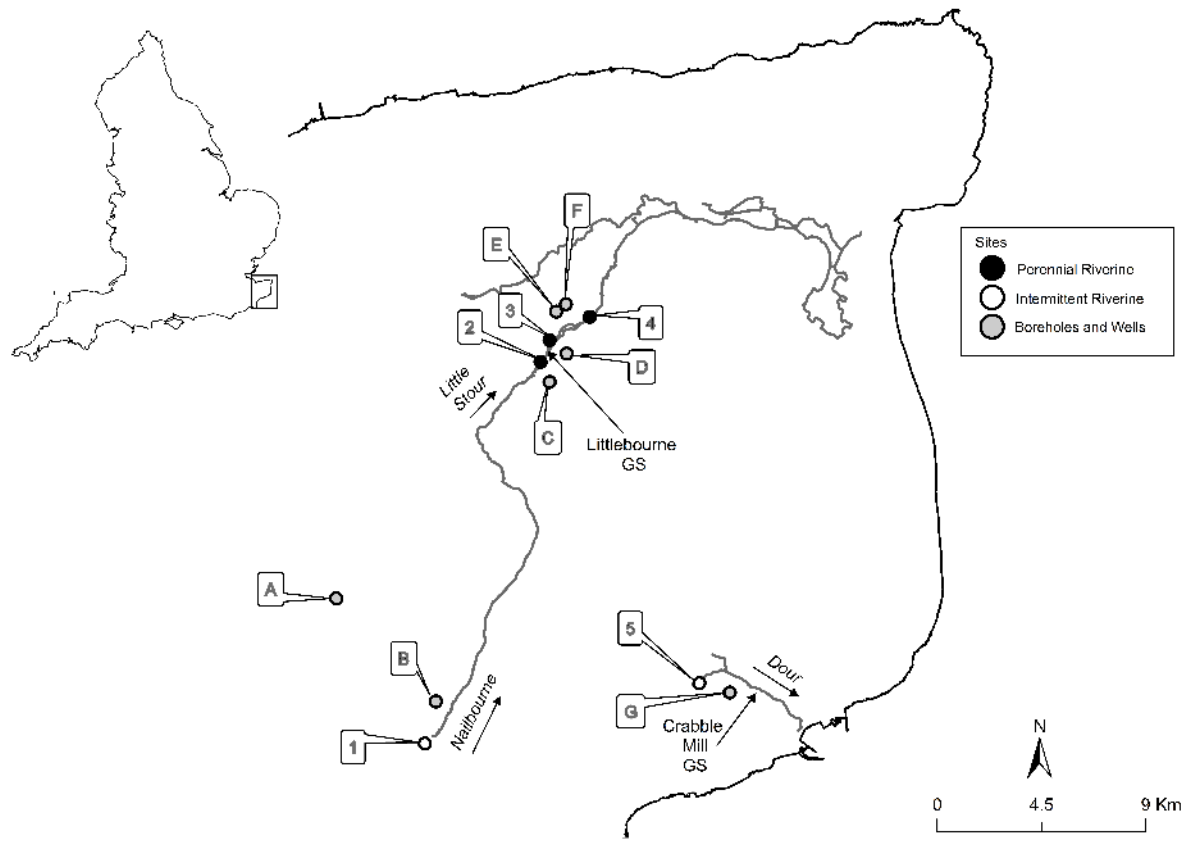 F
E
3
2
4
D
Little
Stour
C
Littlebourne
GS
Sites
Perennial Riverine
Intermittent Riverine
Boreholes and Wells
A
B
1
Nailbourne
5
G
Dour
Crabble
Mill
GS
N
0 4.5 9 Km